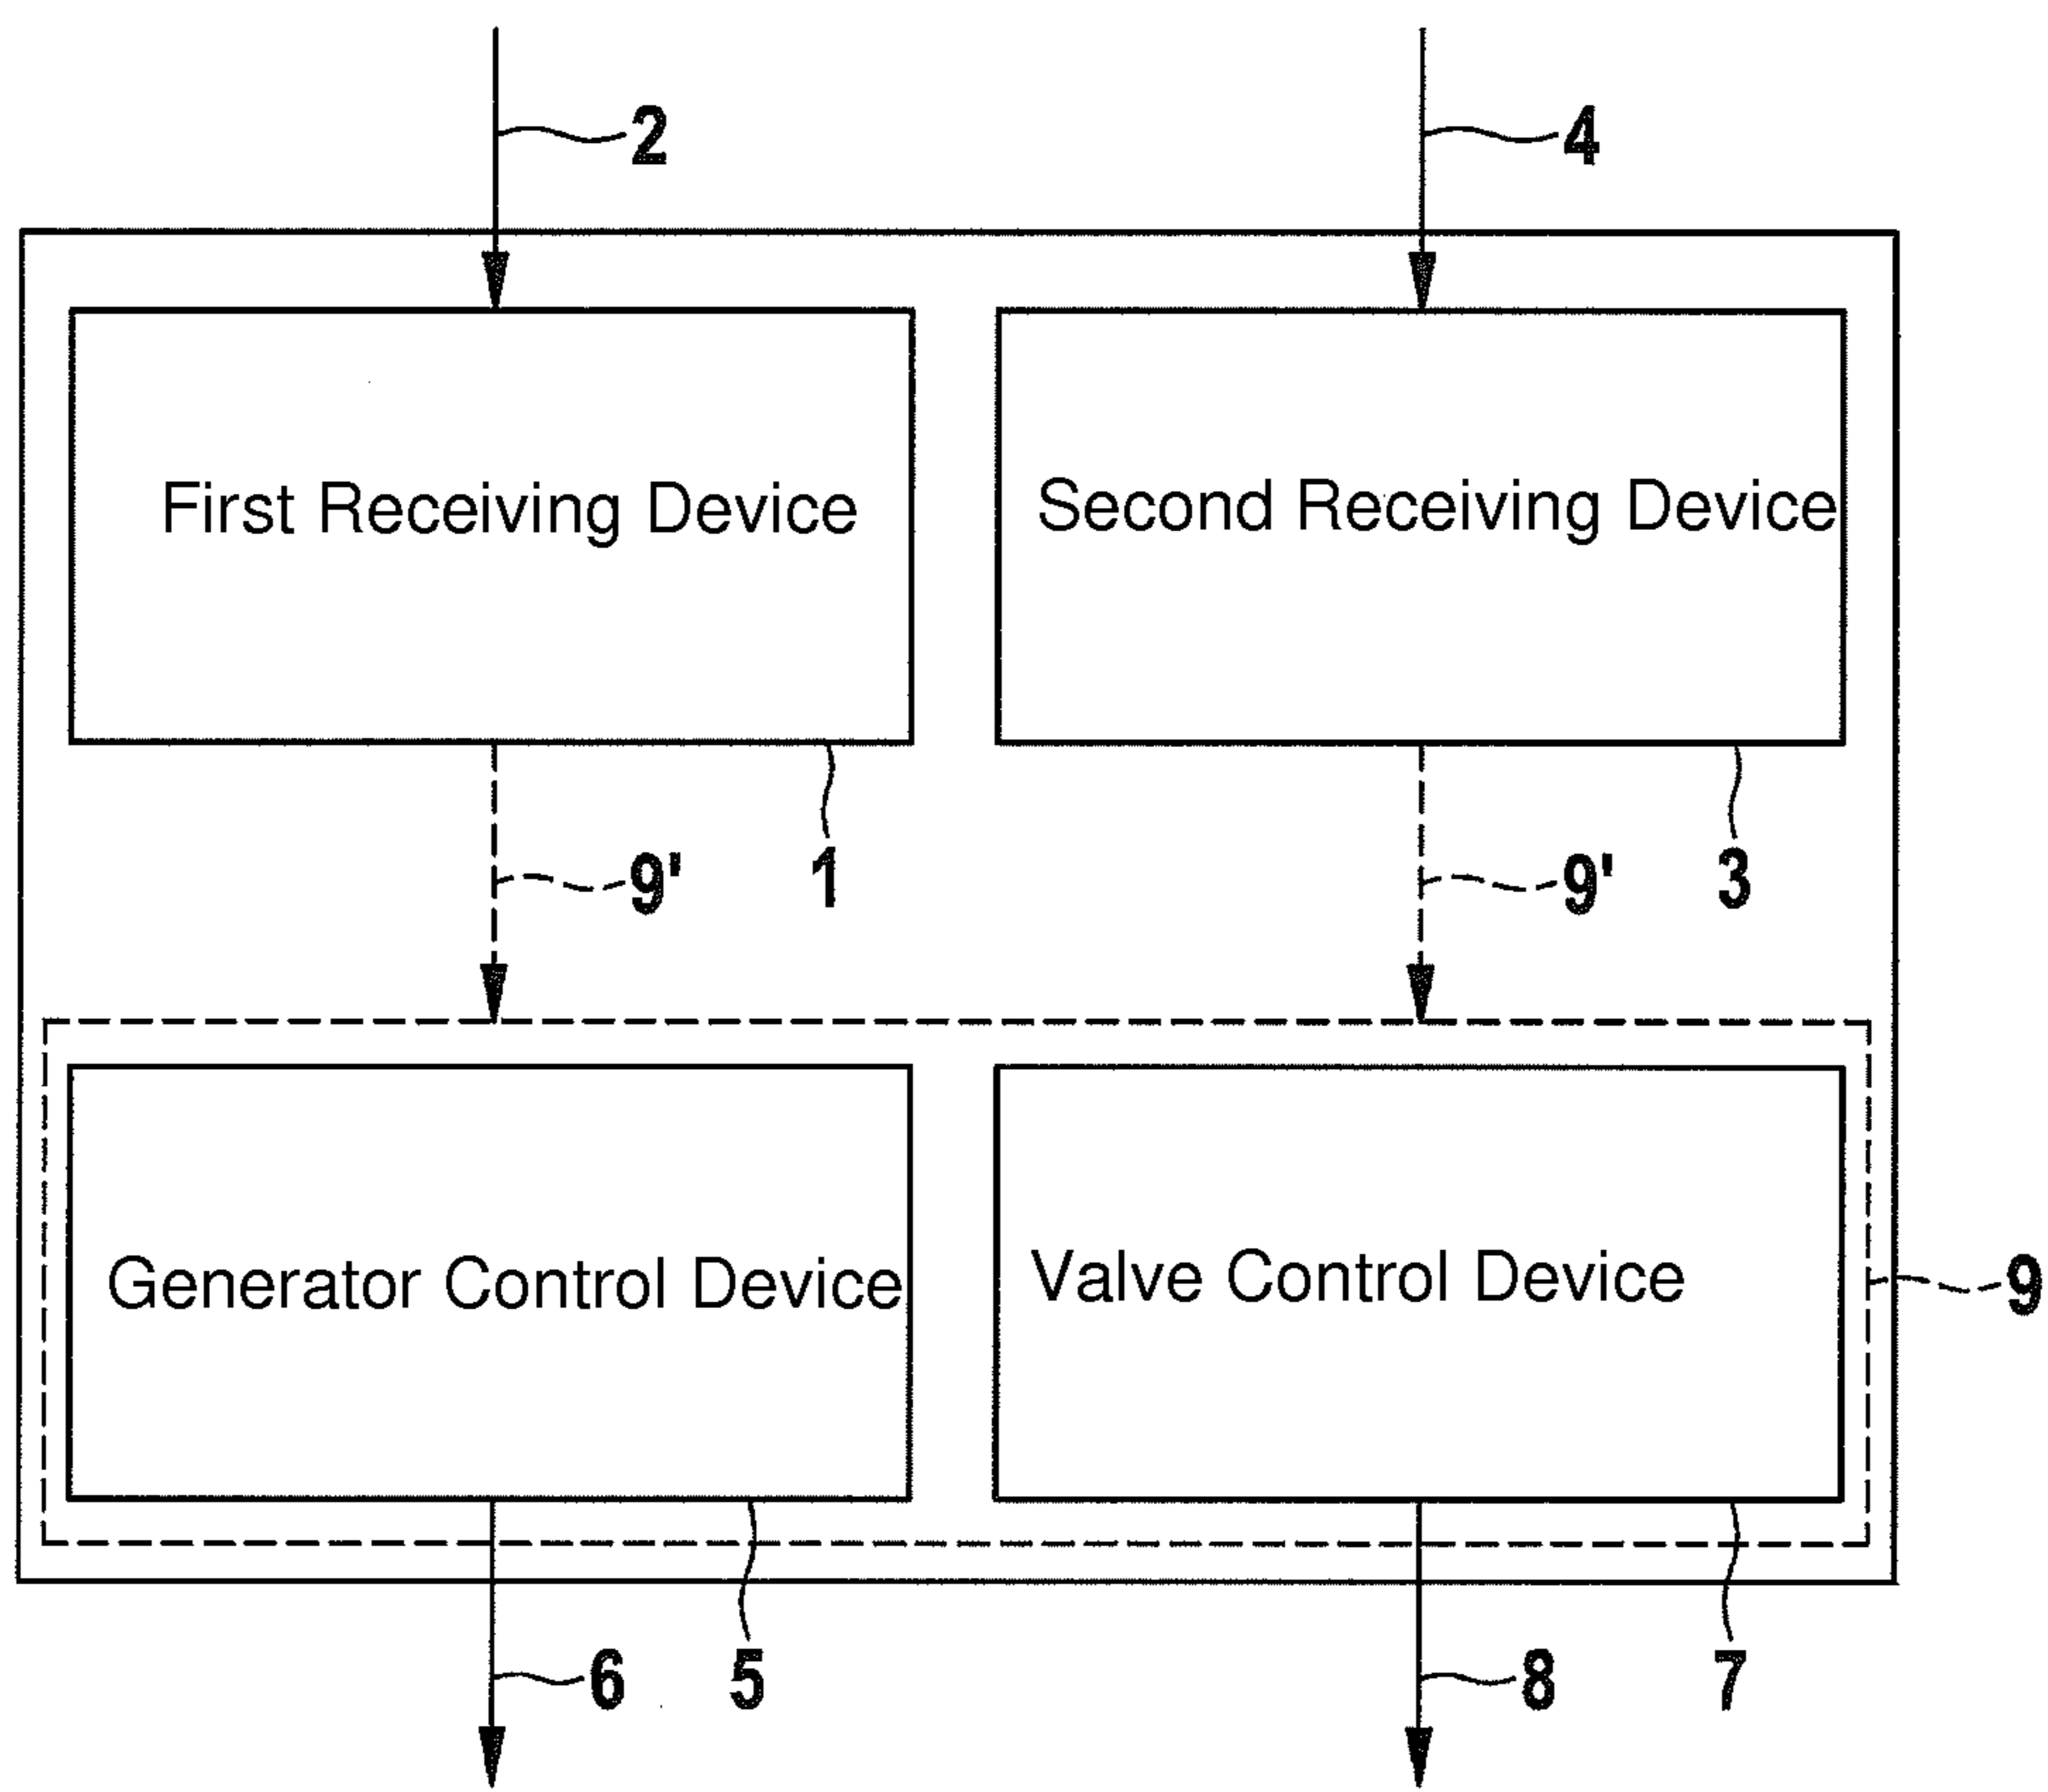 2
4
First Receiving Device
Second Receiving Device
9'
1
9'
3
Generator Control Device
Valve Control Device
9
6
5
8
7